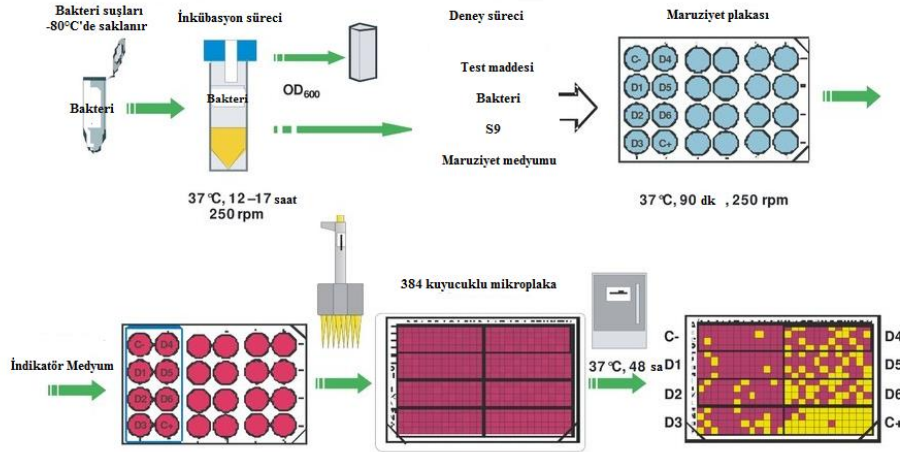 Bakteri suşları
-80°C'de saklanır
Bakteri
İnkübasyon süreci
Bakteri
37 °C, 12–17 saat
250 rpm
OD600
Deney süreci
Test maddesi
Bakteri
S9
Maruziyet medyumu
Maruziyet plakası
C- D4
D1 D5
D2 D6
D3 C+
37 °C, 90 dk , 250 rpm
İndikatör Medyum
C- D4
D1 D5
D2 D6
D3 C+
384 kuyucuklu mikroplaka
37 °C, 48 sa
C- D4
D1 D5
D2 D6
D3 C+